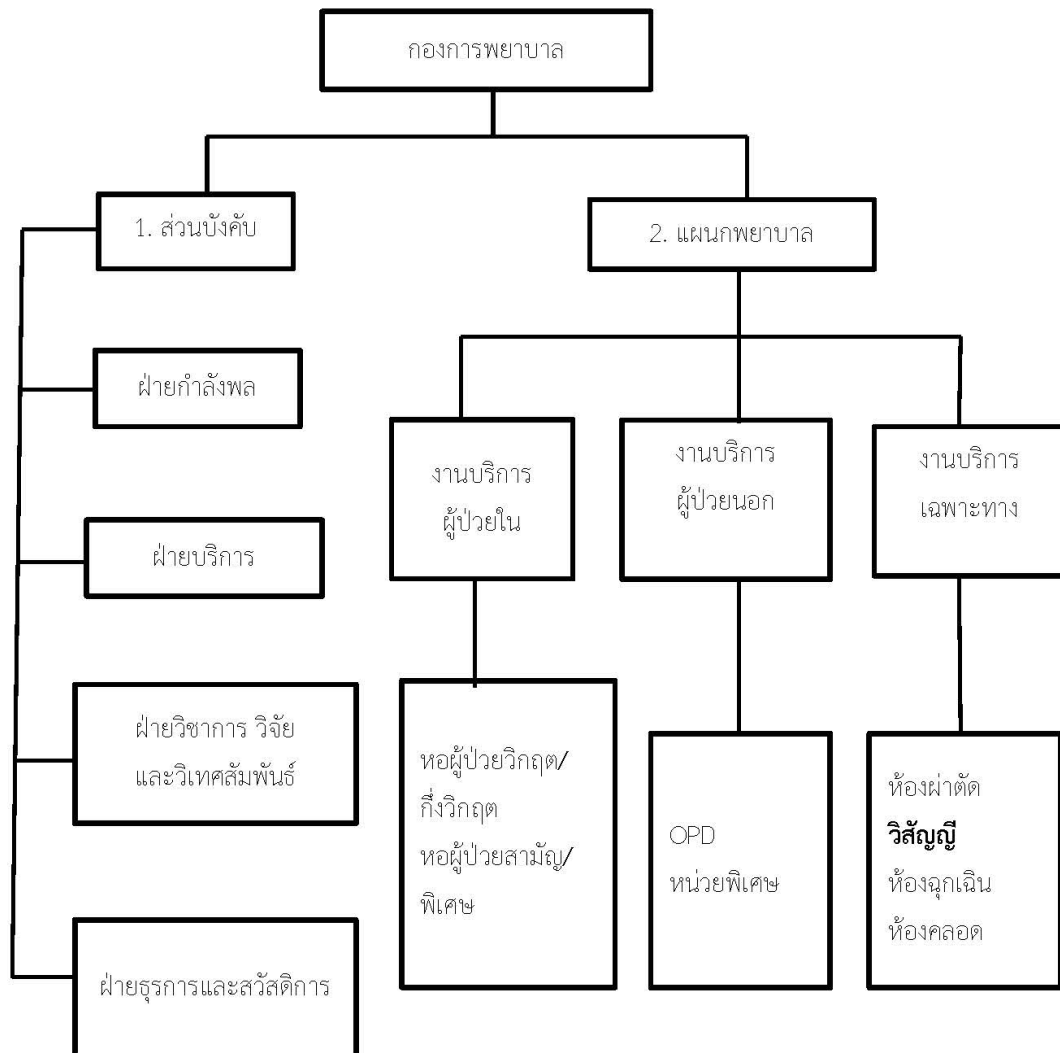 กองการพยาบาล
1. ส่วนบังคับ
2. แผนกพยาบาล
ฝ่ายกำลังพล
ฝ่ายบริการ
ฝ่ายวิชาการ วิจัย
และวิเทศสัมพันธ์
ฝ่ายธุรการและสวัสดิการ
งานบริการ
ผู้ป่วยใน
งานบริการ
ผู้ป่วยนอก
งานบริการ
เฉพาะทาง
หอผู้ป่วยวิกฤต/
กึ่งวิกฤต
หอผู้ป่วยสามัญ/
พิเศษ
OPD
หน่วยพิเศษ
ห้องผ่าตัด
วิสัญญี
ห้องฉุกเฉิน
ห้องคลอด